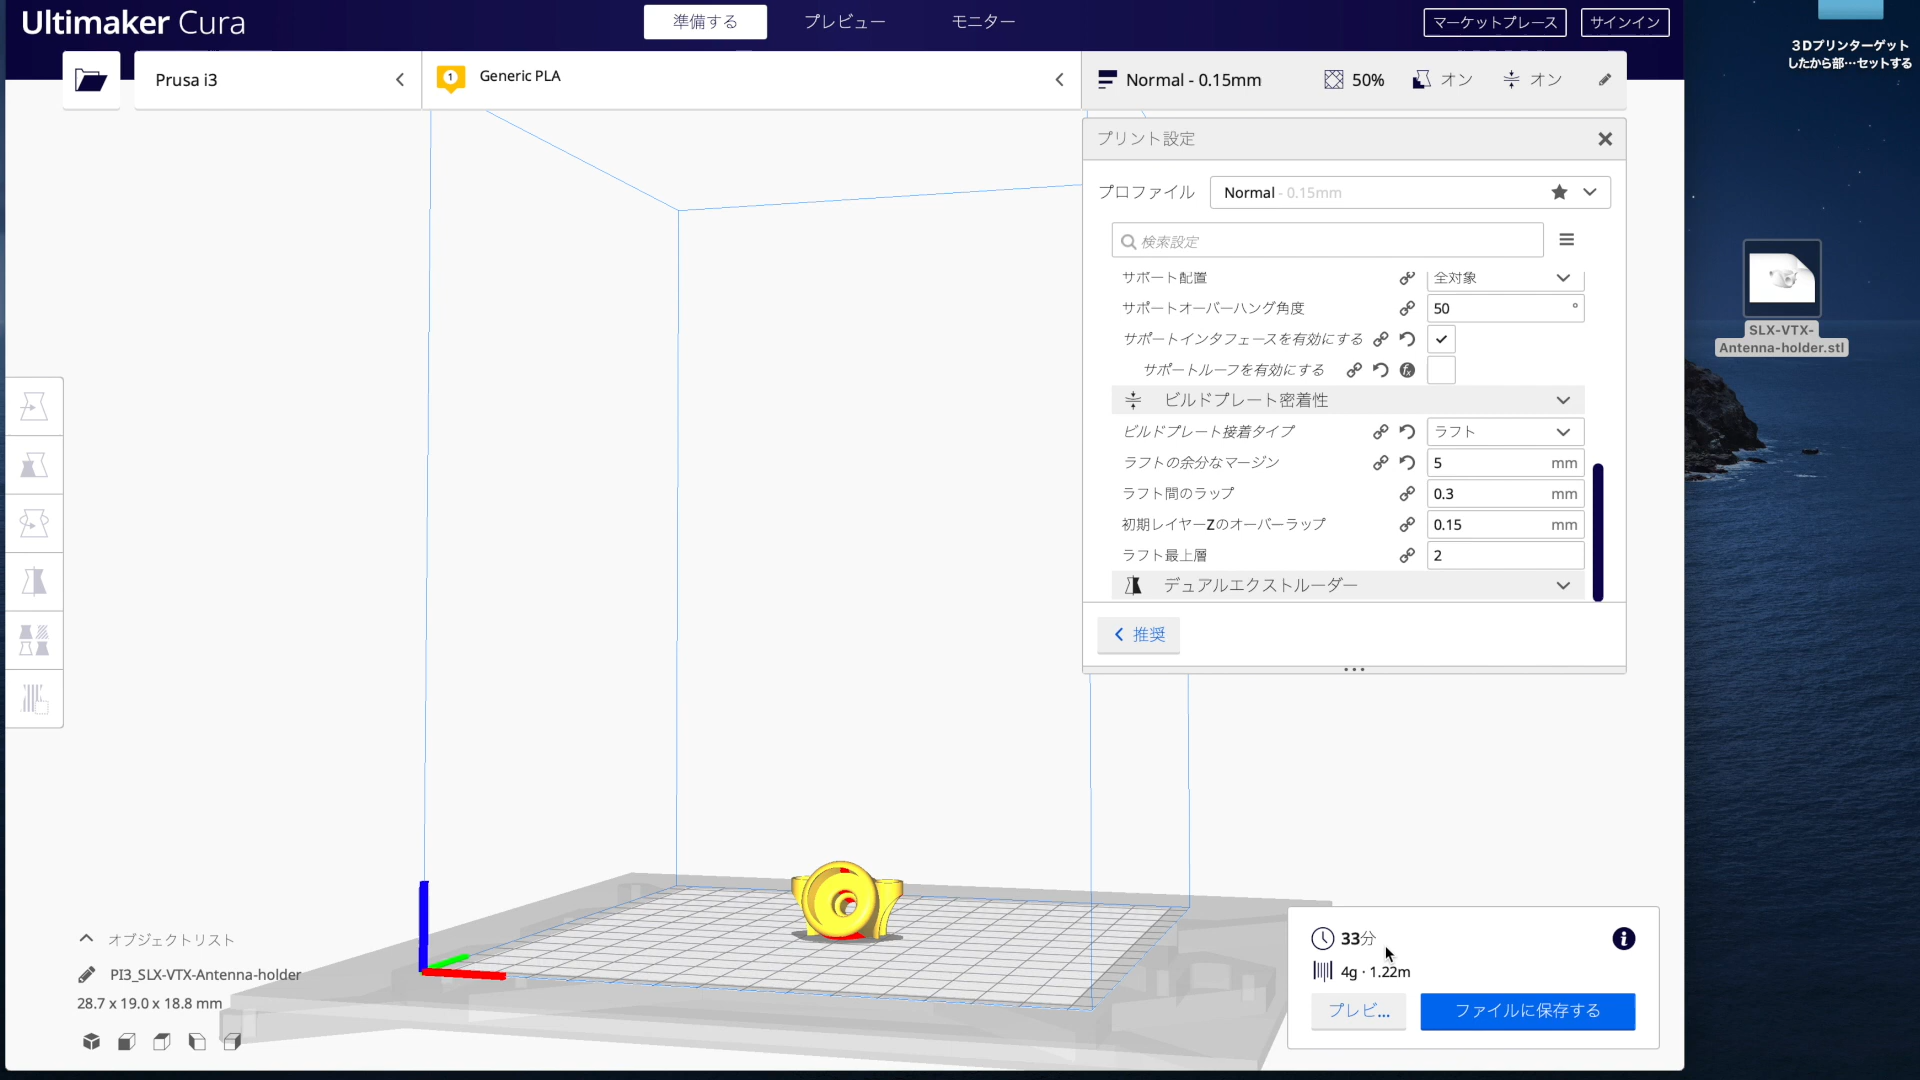 Ultimaker Cura
準備する
プレビュー
モニター
マーケットプレース
サインイン
3Dプリンターゲット
したから部…セットする
Prusa i3
1
Generic PLA
Normal - 0.15mm
50%
オン
オン
プリント設定
プロファイル
Normal - 0.15mm
検索設定
サポート配置
全対象
サポートオーバーハング角度
50 °
サポートインタフェースを有効にする
サポートルーフを有効にする
ビルドプレート密着性
ビルドプレート接着タイプ
ラフト
ラフトの余分なマージン
5 mm
ラフト間のラップ
0.3 mm
初期レイヤーZのオーバーラップ
0.15 mm
ラフト最上層
2
デュアルエクストルーダー
推奨
SLX-VTX-
Antenna-holder.stl
オブジェクトリスト
PI3_SLX-VTX-Antenna-holder
28.7 x 19.0 x 18.8 mm
33分
4g · 1.22m
プレビ...
ファイルに保存する